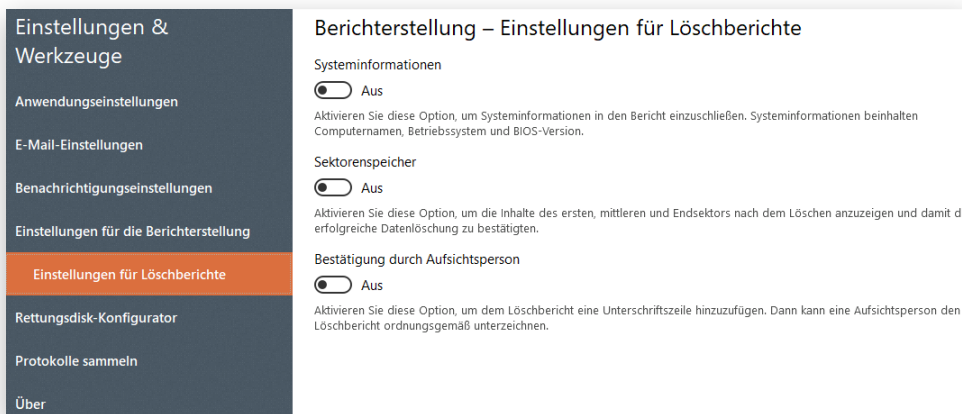 Einstellungen &
Werkzeuge
Anwendungseinstellungen
E-Mail-Einstellungen
Benachrichtigungseinstellungen
Einstellungen für die Berichterstellung
Einstellungen für Löschberichte
Rettungsdisk-Konfigurator
Protokolle sammeln
Über
Berichterstellung – Einstellungen für Löschberichte
Systeminformationen
Aus
Aktivieren Sie diese Option, um Systeminformationen in den Bericht einzuschließen. Systeminformationen beinhalten
Computernamen, Betriebssystem und BIOS-Version.
Sektorenspeicher
Aus
Aktivieren Sie diese Option, um die Inhalte des ersten, mittleren und Endsektors nach dem Löschen anzuzeigen und damit d
erfolgreiche Datenlöschung zu bestätigten.
Bestätigung durch Aufsichtsperson
Aus
Aktivieren Sie diese Option, um dem Löschbericht eine Unterschriftszeile hinzuzufügen. Dann kann eine Aufsichtsperson den
Löschbericht ordnungsgemäß unterzeichnen.